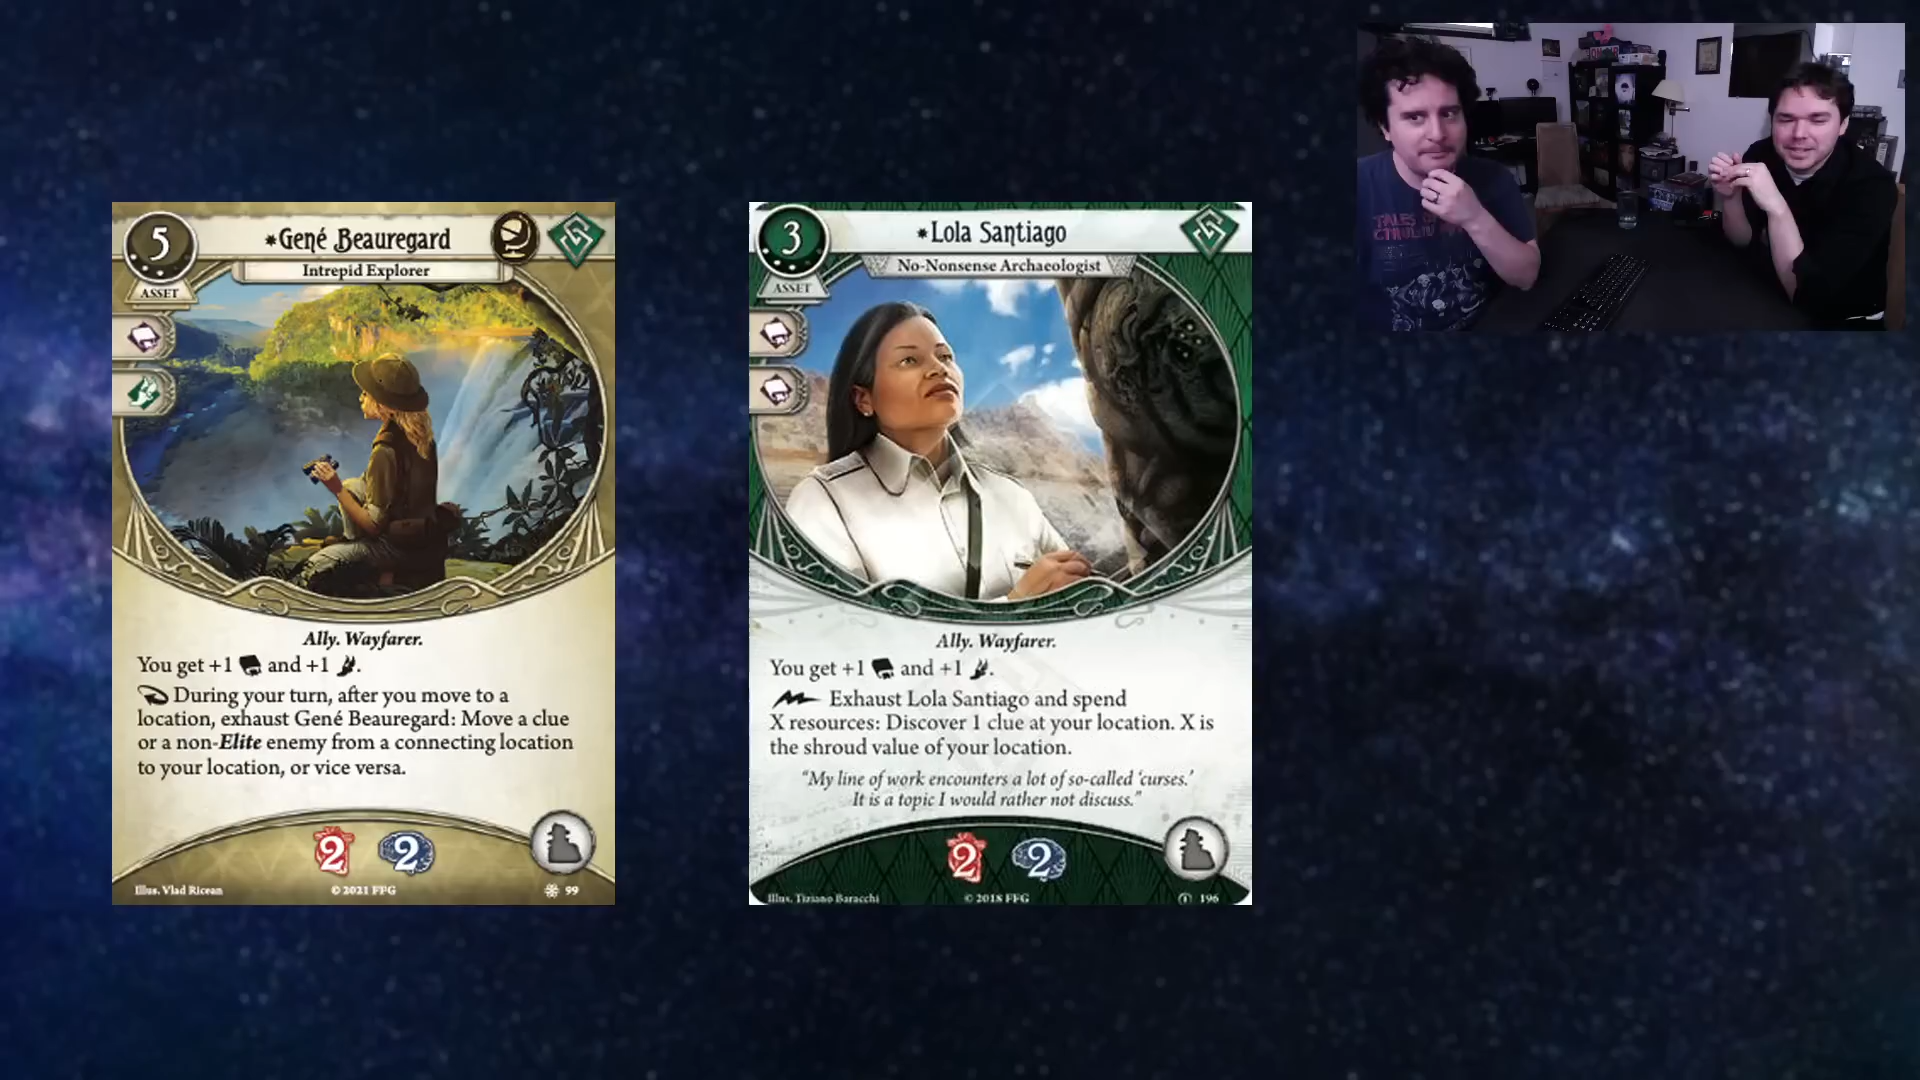 5
*Gené Beauregard
Intrepid Explorer
ASSET
Ally. Wayfarer.
You get +1 and +1 .
During your turn, after you move to a
location, exhaust Gené Beauregard: Move a clue
or a non-Elite enemy from a connecting location
to your location, or vice versa.
2 2
Illus. Vlad Ricean © 2021 FFG 99
3
*Lola Santiago
No-Nonsense Archaeologist
ASSET
Ally. Wayfarer.
You get +1 and +1 .
Exhaust Lola Santiago and spend
X resources: Discover 1 clue at your location. X is
the shroud value of your location.
“My line of work encounters a lot of so-called ‘curses.’
It is a topic I would rather not discuss.”
2 2
Illus. Tiziano Baracchi © 2018 FFG 196
TALES